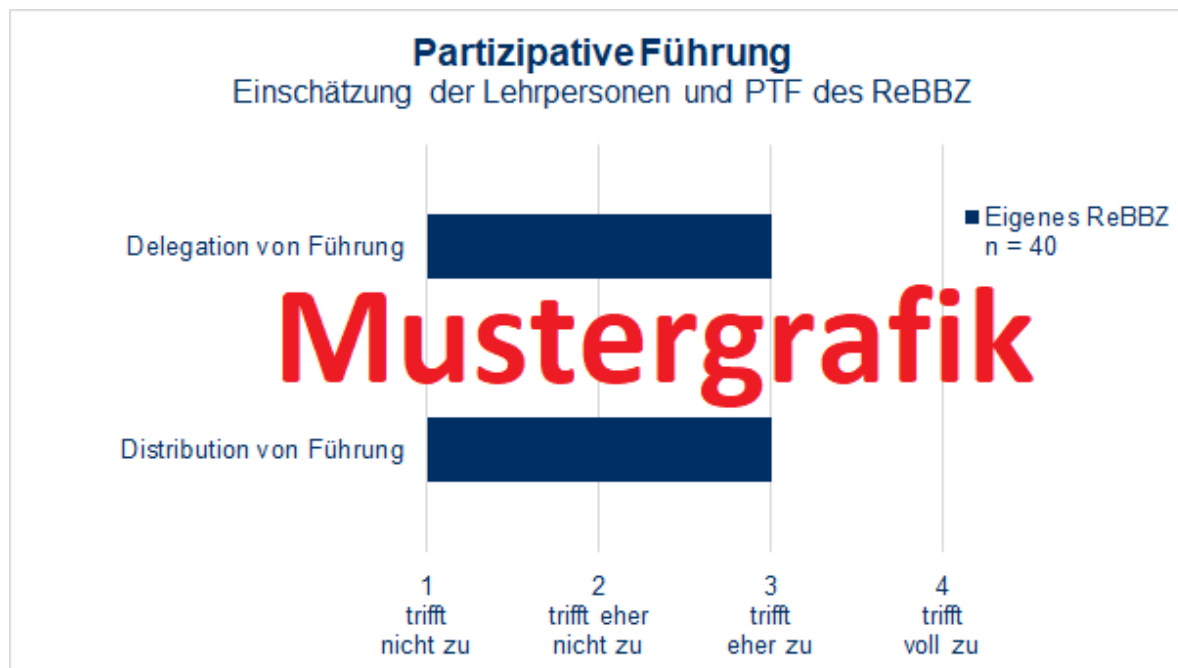 Partizipative Führung
Einschätzung der Lehrpersonen und PTF des ReBBZ
Eigenes ReBBZ
n = 40
Delegation von Führung
Mustergrafik
Distribution von Führung
1
trifft
nicht zu
2
trifft eher
nicht zu
3
trifft
eher zu
4
trifft
voll zu